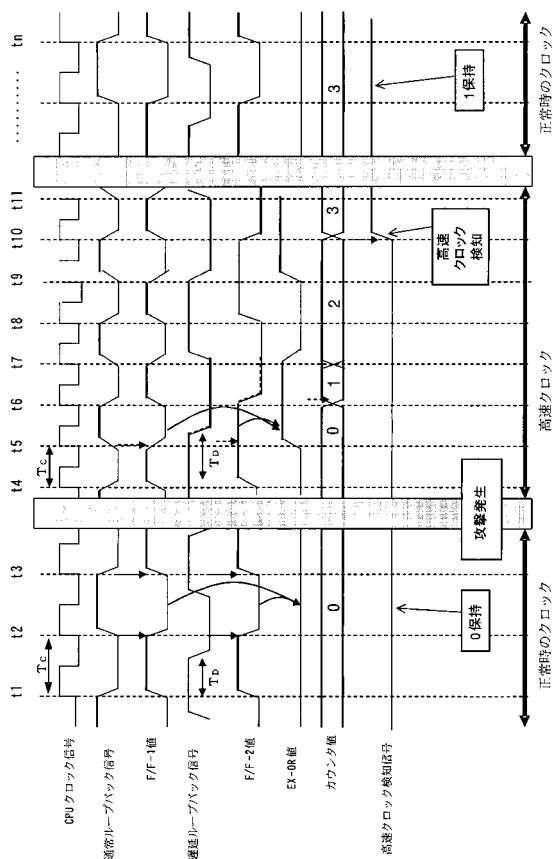 t1
t2
t3
t4
t5
t6
t7
t8
t9
t10
t11
..........
tn
CPUクロック信号
TC
TC
通常ループバック信号
F/F-1値
遅延ループバック信号
TD
TD
F/F-2値
EX-OR値
カウンタ値
0
0
1
2
3
3
高速クロック検知信号
0保持
攻撃発生
高速
クロック
検知
1保持
正常時のクロック
高速クロック
正常時のクロック